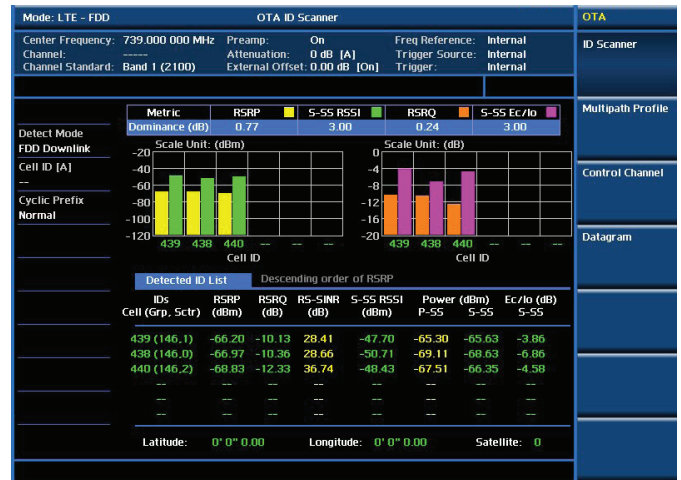 Mode: LTE - FDD OTA ID Scanner OTA
Center Frequency: 739.000 000 MHz Preamp: On Freq Reference: Internal
Channel: ----- Attenuation: 0 dB [A] Trigger Source: Internal
Channel Standard: Band 1 (2100) External Offset: 0.00 dB [On] Trigger: Internal
ID Scanner
Multipath Profile
Control Channel
Datagram
Detect Mode
FDD Downlink
Cell ID [A]
--
Cyclic Prefix
Normal
Metric RSRP S-SS RSSI RSRQ S-SS Ec/Io
Dominance (dB) 0.77 3.00 0.24 3.00
Scale Unit: (dBm) Scale Unit: (dB)
-20 0
-40 -4
-60 -8
-80 -12
-100 -16
-120 -20
439 438 440 -- -- -- 439 438 440 -- -- --
Cell ID Cell ID
Detected ID List Descending order of RSRP
IDs RSRP RSRQ RS-SINR S-SS RSSI Power (dBm) Ec/Io (dB)
Cell (Grp, Sctr) (dBm) (dB) (dB) (dBm) P-SS S-SS S-SS
439 (146,1) -66.20 -10.13 28.41 -47.70 -65.30 -65.63 -3.86
438 (146,0) -66.97 -10.36 28.66 -50.71 -69.11 -68.63 -6.86
440 (146,2) -68.83 -12.33 36.74 -48.43 -67.51 -66.35 -4.58
-- -- -- -- -- -- -- --
-- -- -- -- -- -- -- --
-- -- -- -- -- -- -- --
Latitude: 0' 0" 0.00 Longitude: 0' 0" 0.00 Satellite: 0